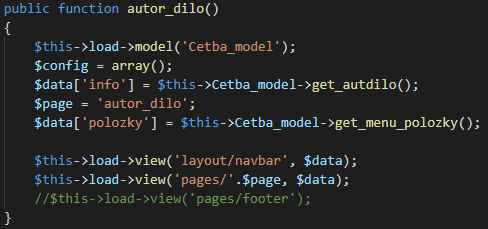 public function autor_dilo()
{
    $this->load->model('Cetba_model');
    $config = array();
    $data['info'] = $this->Cetba_model->get_autdilo();
    $page = 'autor_dilo';
    $data['polozky'] = $this->Cetba_model->get_menu_polozky();

    $this->load->view('layout/navbar', $data);
    $this->load->view('pages/'.$page, $data);
    //$this->load->view('pages/footer');
}